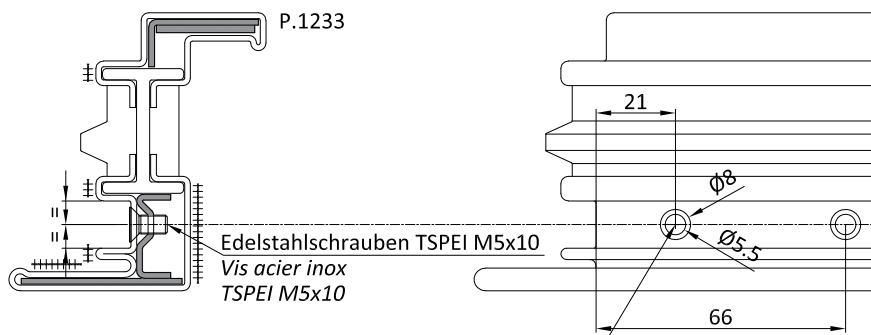 P.1233
21
Ø8
=
=
Edelstahlschrauben TSPEI M5x10
Vis acier inox
TSPEI M5x10
Ø5.5
66